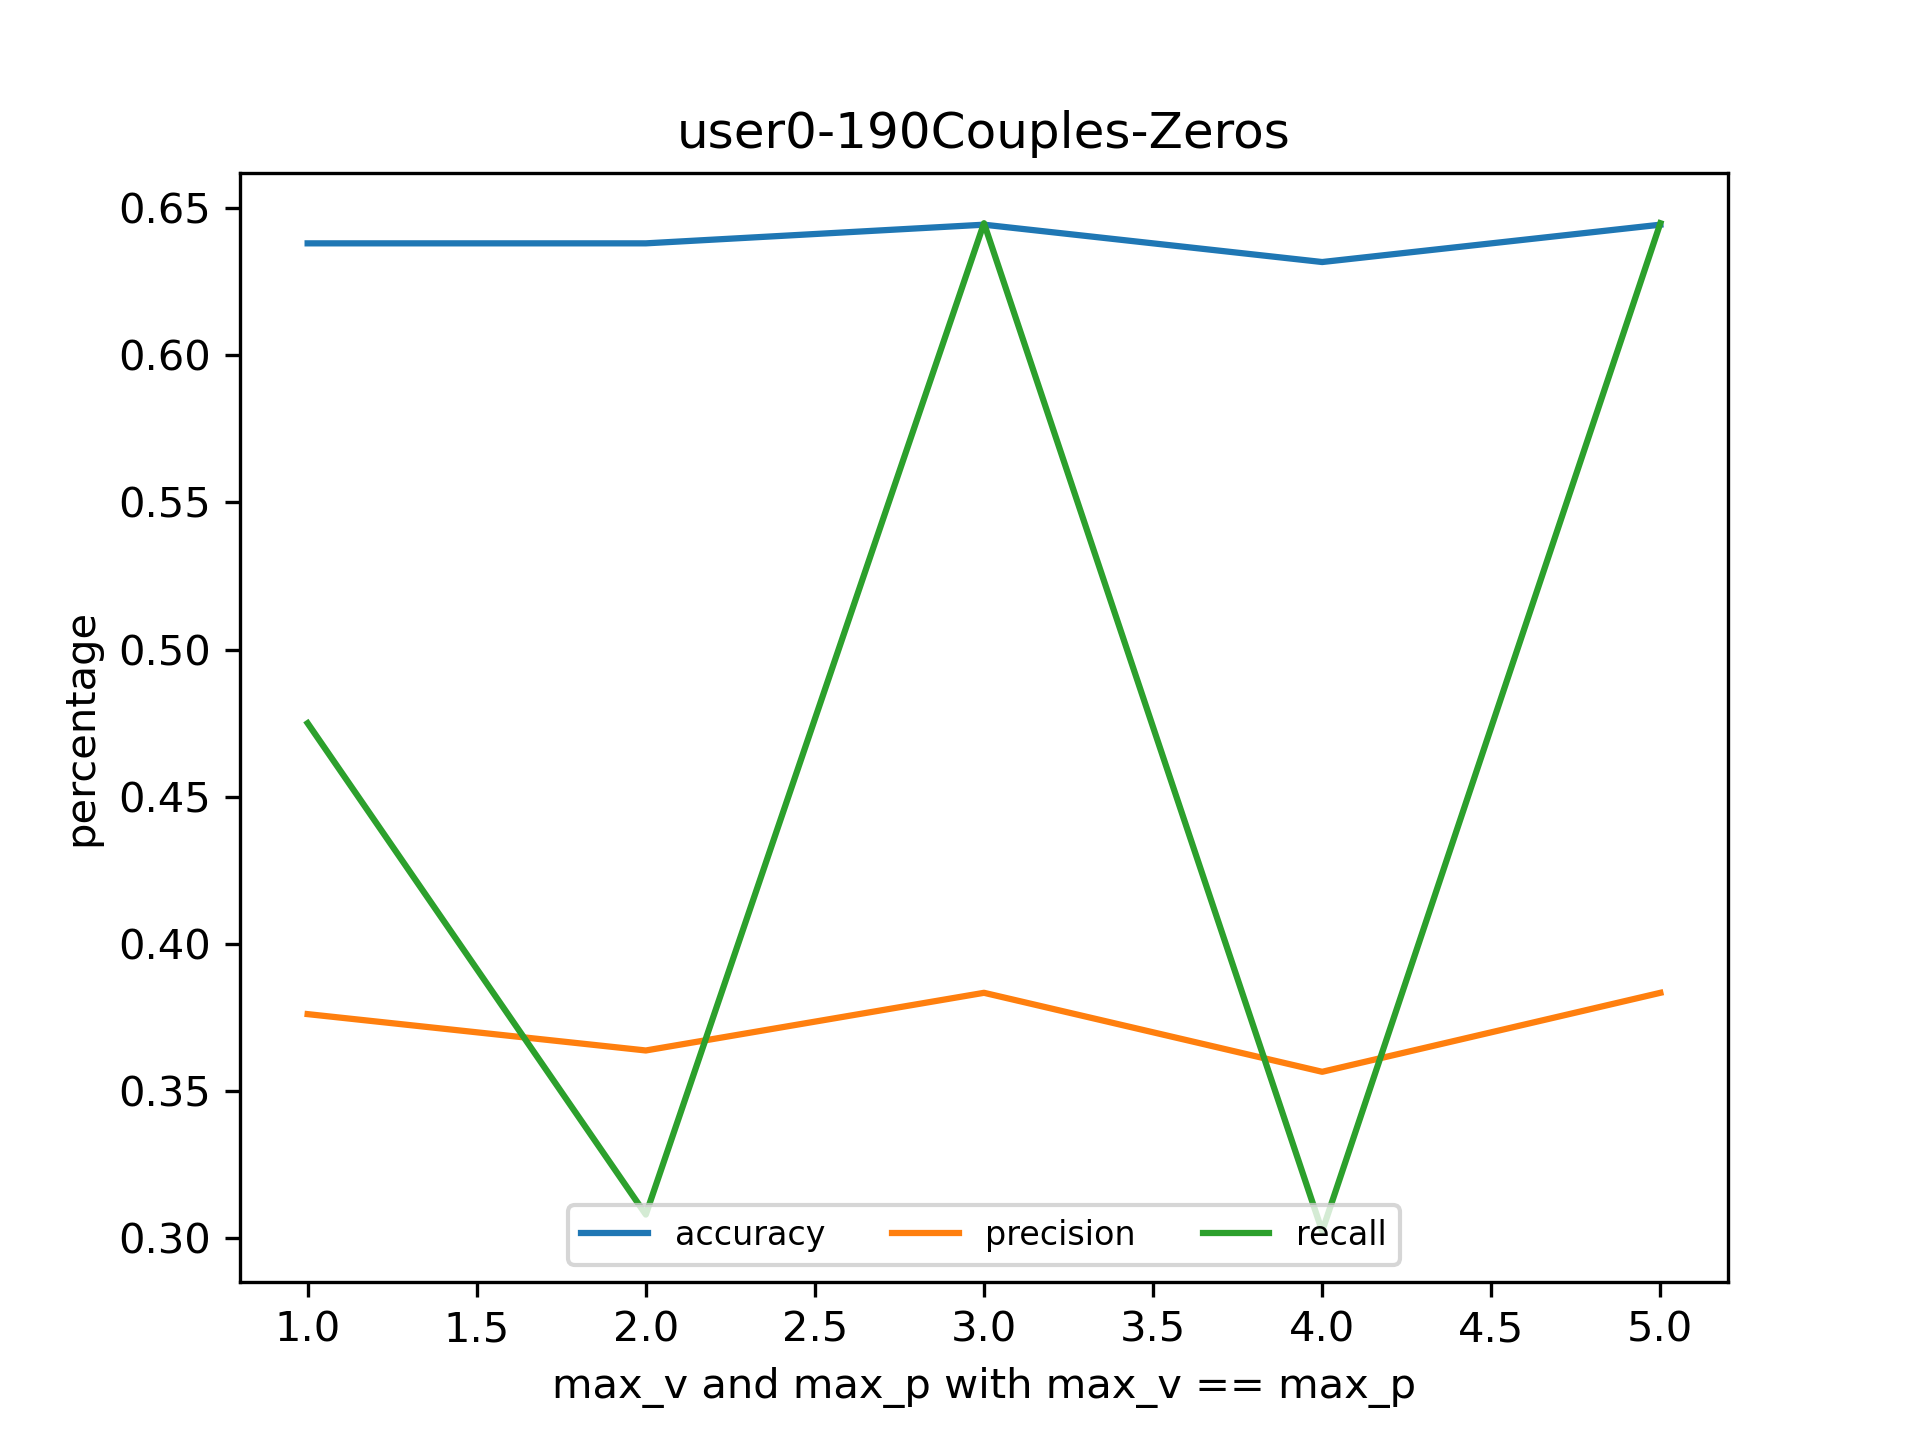 user0-190Couples-Zeros
percentage
0.65
0.60
0.55
0.50
0.45
0.40
0.35
0.30
accuracy precision recall
1.0 1.5 2.0 2.5 3.0 3.5 4.0 4.5 5.0
max_v and max_p with max_v == max_p